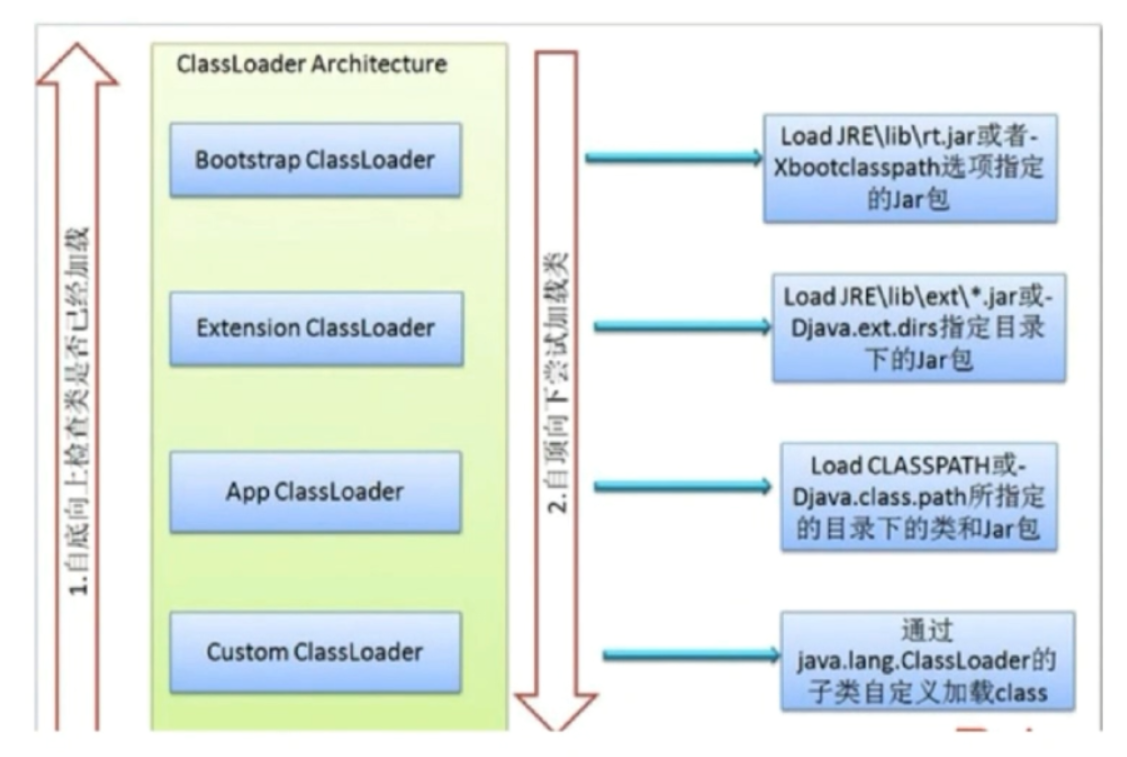 ClassLoader Architecture
1.自底向上检查类是否已经加载
Bootstrap ClassLoader
Extension ClassLoader
App ClassLoader
Custom ClassLoader
2.自顶向下尝试加载类
Load JRE\lib\rt.jar或者-
Xbootclasspath选项指定
的Jar包
Load JRE\lib\ext\*.jar或-
Djava.ext.dirs指定目录
下的Jar包
Load CLASSPATH或-
Djava.class.path所指定
的目录下的类和Jar包
通过
java.lang.ClassLoader的
子类自定义加载class